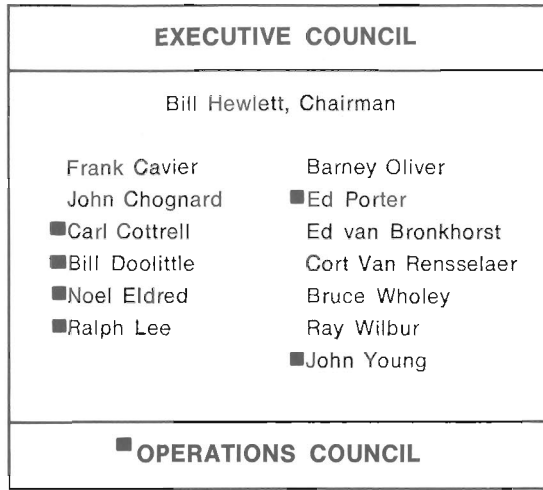 EXECUTIVE COUNCIL
Bill Hewlett, Chairman
Frank Cavier
John Chognard
■Carl Cottrell
■Bill Doolittle
■Noel Eldred
■Ralph Lee
Barney Oliver
■Ed Porter
Ed van Bronkhorst
Cort Van Rensselaer
Bruce Wholey
Ray Wilbur
■John Young
■OPERATIONS COUNCIL